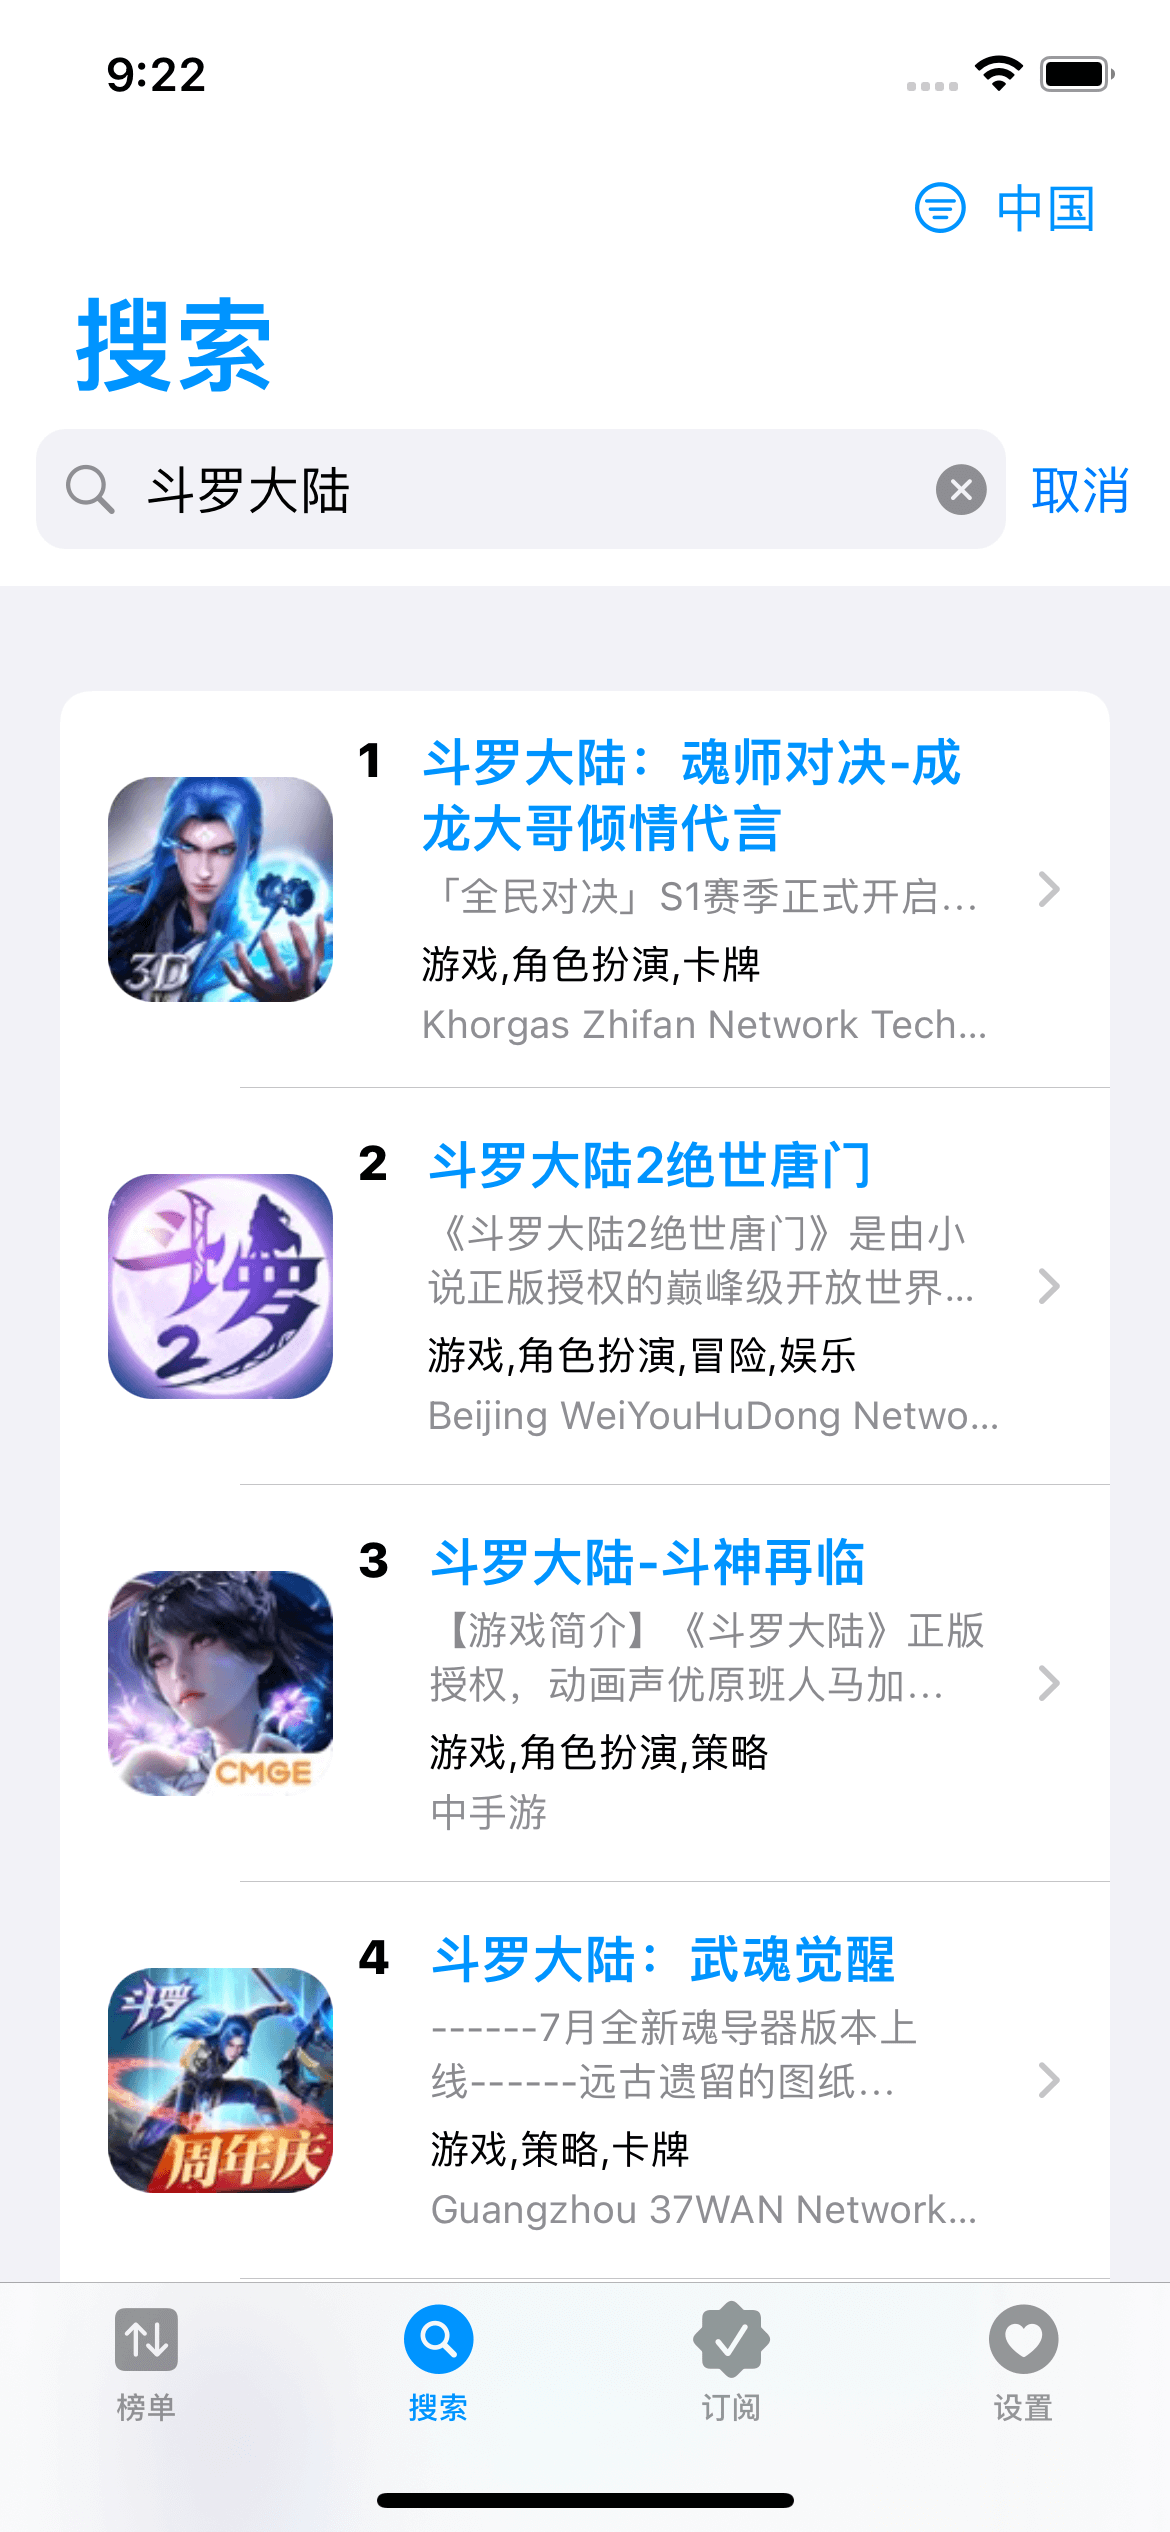 9:22
中国
搜索
斗罗大陆
取消
1 斗罗大陆：魂师对决-成
龙大哥倾情代言
「全民对决」S1赛季正式开启...
游戏,角色扮演,卡牌
Khorgas Zhifan Network Tech...
3D
2 斗罗大陆2绝世唐门
《斗罗大陆2绝世唐门》是由小
说正版授权的巅峰级开放世界...
游戏,角色扮演,冒险,娱乐
Beijing WeiYouHuDong Netwo...
斗罗
2
3 斗罗大陆-斗神再临
【游戏简介】《斗罗大陆》正版
授权，动画声优原班人马加...
游戏,角色扮演,策略
中手游
CMGE
4 斗罗大陆：武魂觉醒
------7月全新魂导器版本上
线------远古遗留的图纸...
游戏,策略,卡牌
Guangzhou 37WAN Network...
斗罗
周年庆
榜单
搜索
订阅
设置